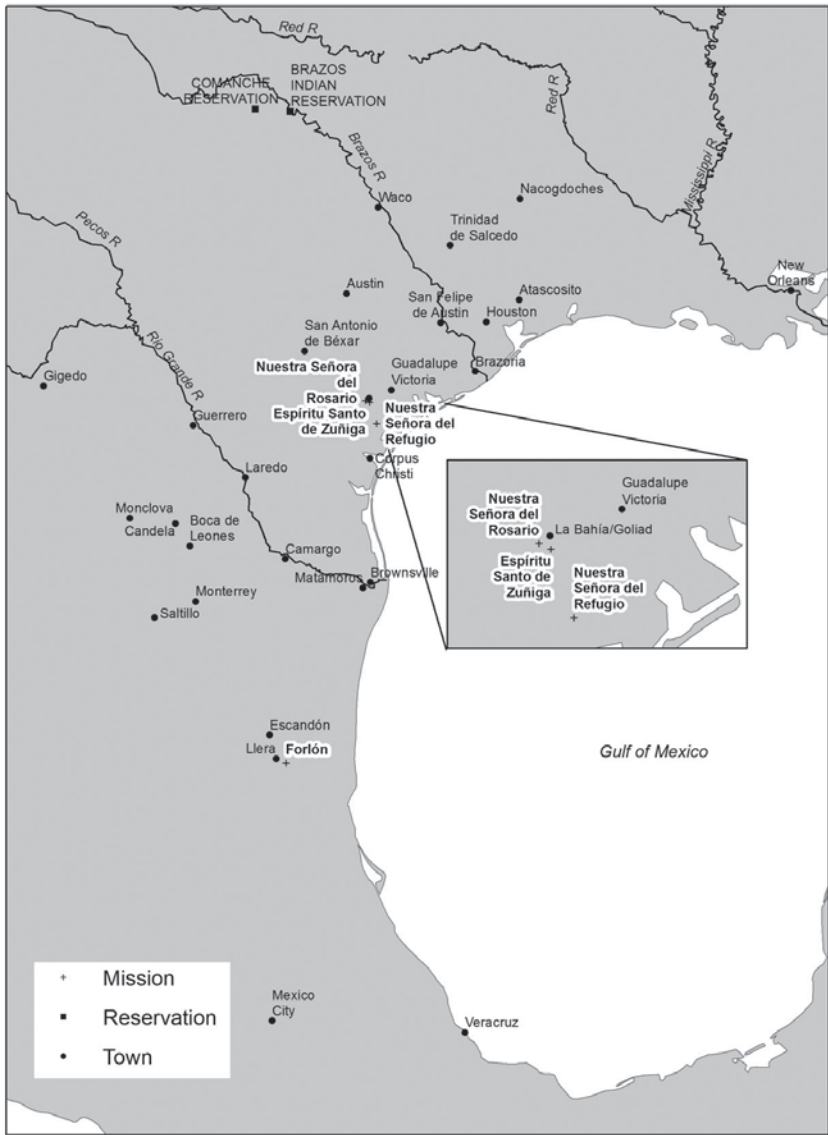 Red R
COMANCHE
RESERVATION
BRAZOS
INDIAN
RESERVATION
Red R
Brazos R
Mississippi R
Pecos R
Waco
Nacogdoches
Trinidad
de Salcedo
New
Orleans
Austin
San Felipe
de Austin
Atascosito
Houston
San Antonio
de Béxar
Rio Grande R
Gigedo
Nuestra Señora
del
Rosario
Espíritu Santo
de Zuñiga
Guadalupe
Victoria
Brazoria
Nuestra
Señora del
Refugio
Guerrero
Corpus
Christi
Laredo
Monclova
Candela
Boca de
Leones
Camargo
Matamoros
Brownsville
Monterrey
Saltillo
Guadalupe
Victoria
Nuestra
Señora del
Rosario
La Bahía/Goliad
Espíritu
Santo de
Zuñiga
Nuestra
Señora del
Refugio
Escandón
Llera
Forlón
Gulf of Mexico
Mission
Reservation
Town
Mexico
City
Veracruz